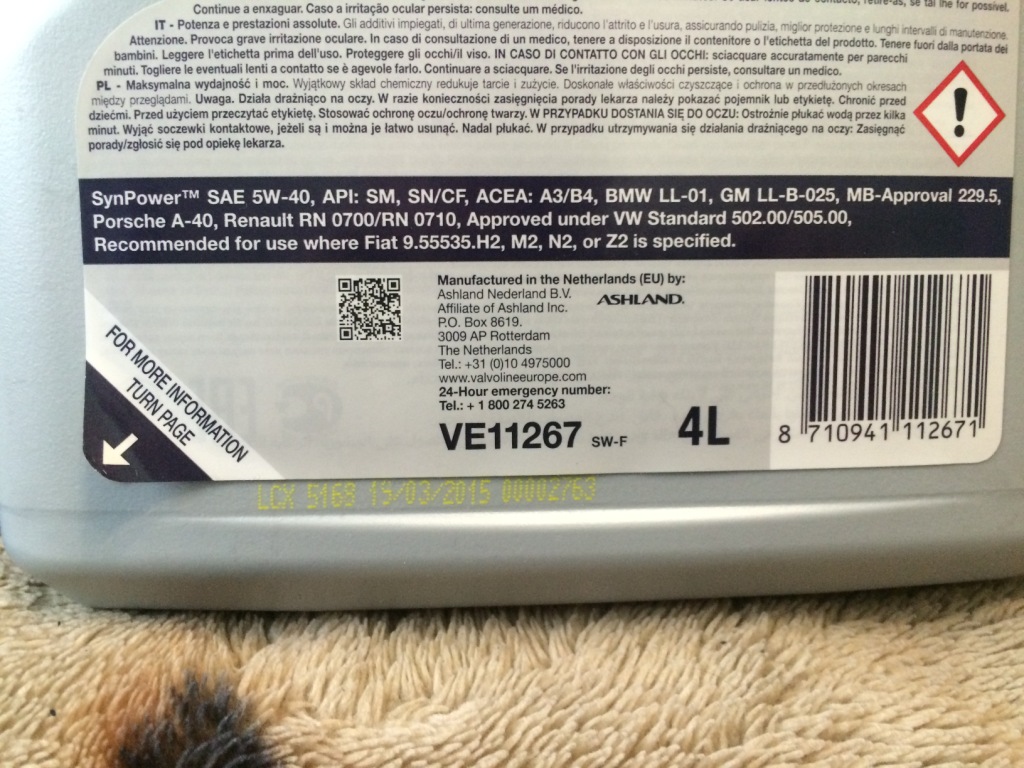 Continue a enxaguar. Caso a irritação ocular persista: consulte um médico.
IT - Potenza e prestazioni assolute. Gli additivi impiegati, di ultima generazione, riducono l'attrito e l'usura, assicurando pulizia, miglior protezione e lunghi intervalli di manutenzione.
Attenzione. Provoca grave irritazione oculare. In caso di consultazione di un medico, tenere a disposizione il contenitore o l'etichetta del prodotto. Tenere fuori dalla portata dei
bambini. Leggere l'etichetta prima dell'uso. Proteggere gli occhi/il viso. IN CASO DI CONTATTO CON GLI OCCHI: sciacquare accuratamente per parecchi
minuti. Togliere le eventuali lenti a contatto se è agevole farlo. Continuare a sciacquare. Se l'irritazione degli occhi persiste, consultare un medico.
PL - Maksymalna wydajność i moc. Wyjątkowy skład chemiczny redukuje tarcie i zużycie. Doskonałe właściwości czyszczące i ochrona w przedłużonych okresach
między przeglądami. Uwaga. Działa drażniąco na oczy. W razie konieczności zasięgnięcia porady lekarza należy pokazać pojemnik lub etykietę. Chronić przed
dziećmi. Przed użyciem przeczytać etykietę. Stosować ochronę oczu/ochronę twarzy. W PRZYPADKU DOSTANIA SIĘ DO OCZU: Ostrożnie płukać wodą przez kilka
minut. Wyjąć soczewki kontaktowe, jeżeli są i można je łatwo usunąć. Nadal płukać. W przypadku utrzymywania się działania drażniącego na oczy: Zasięgnąć
porady/zgłosić się pod opiekę lekarza.
SynPower™ SAE 5W-40, API: SM, SN/CF, ACEA: A3/B4, BMW LL-01, GM LL-B-025, MB-Approval 229.5,
Porsche A-40, Renault RN 0700/RN 0710, Approved under VW Standard 502.00/505.00,
Recommended for use where Fiat 9.55535.H2, M2, N2, or Z2 is specified.
Manufactured in the Netherlands (EU) by:
Ashland Nederland B.V. ASHLAND.
Affiliate of Ashland Inc.
P.O. Box 8619.
3009 AP Rotterdam
The Netherlands
Tel.: +31 (0)10 4975000
www.valvolineeurope.com
24-Hour emergency number:
Tel.: + 1 800 274 5263
VE11267 SW-F 4L
8 710941 112671
FOR MORE INFORMATION
TURN PAGE
LCX 5168 19/03/2015 00002763